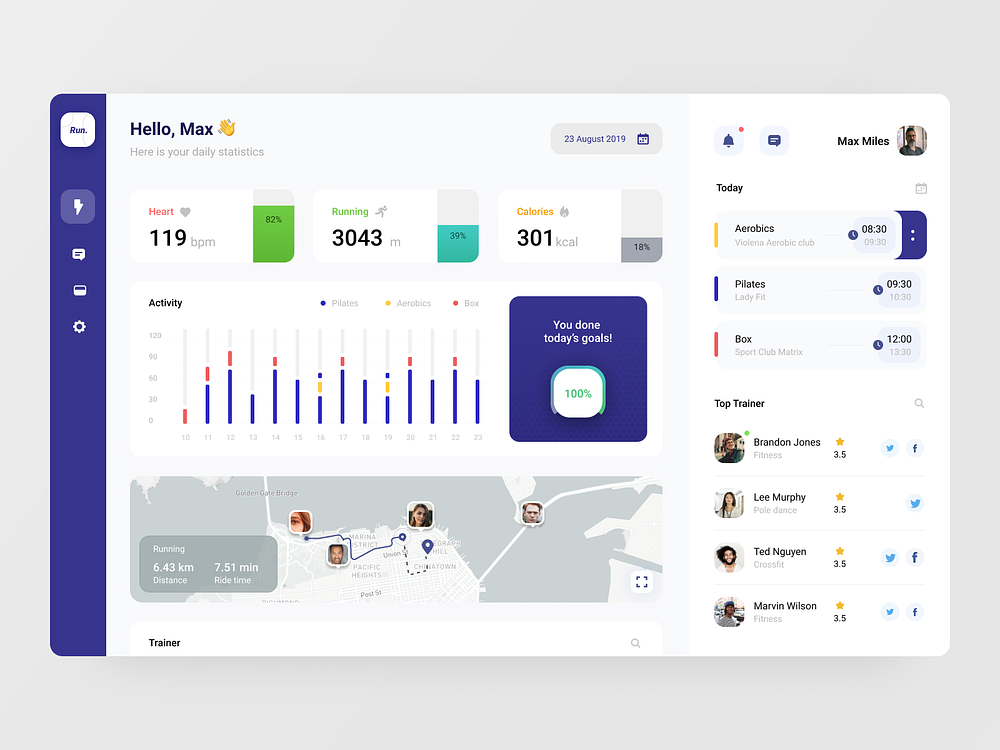 Run.
Hello, Max
Here is your daily statistics
23 August 2019
Heart
119 bpm
82%
Running
3043 m
39%
Calories
301 kcal
18%
Activity
Pilates
Aerobics
Box
120
90
60
30
0
10 11 12 13 14 15 16 17 18 19 20 21 22 23
You done
today's goals!
100%
Golden Gale Bridge
MARINA
DISTRICT
Union S
EGRAPH
HILL
PACIFIC
HEIGHTS
CHINATOWN
Post St
RICHMOND
Running
6.43 km
Distance
7.51 min
Ride time
Trainer
Max Miles
Today
Aerobics
Violena Aerobic club
08:30
09:30
Pilates
Lady Fit
09:30
10:30
Box
Sport Club Matrix
12:00
13:30
Top Trainer
Brandon Jones
Fitness
3.5
Lee Murphy
Pole dance
3.5
Ted Nguyen
Crossfit
3.5
Marvin Wilson
Fitness
3.5